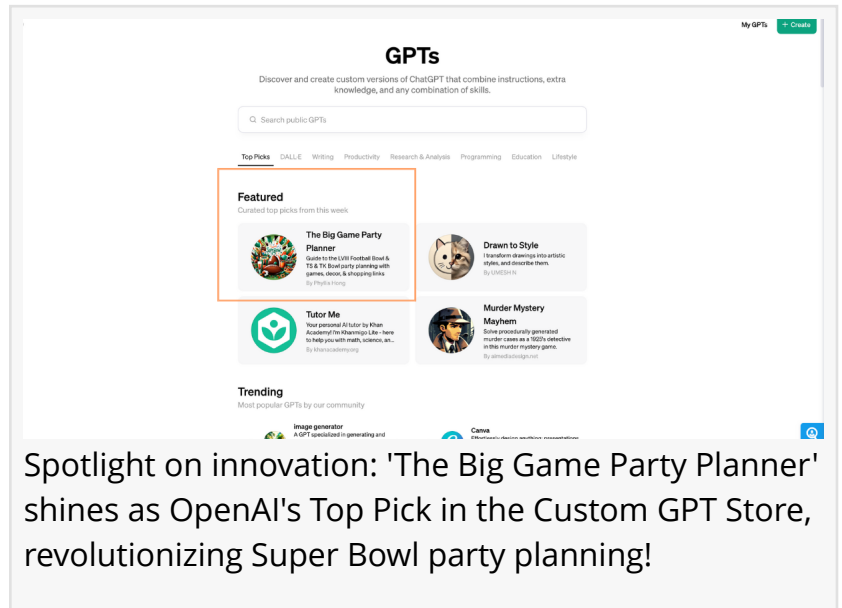 My GPTs + Create
GPTs
Discover and create custom versions of ChatGPT that combine instructions, extra
knowledge, and any combination of skills.
Search public GPTs
Top Picks DALL·E Writing Productivity Research & Analysis Programming Education Lifestyle
Featured
Curated top picks from this week
The Big Game Party
Planner
Guide to the LVIII Football Bowl &
TS & TK Bowl party planning with
games, decor, & shopping links
By Phyllis Hong
Drawn to Style
I transform drawings into artistic
styles, and describe them.
By UMESH N
Tutor Me
Your personal AI tutor by Khan
Academy! I'm Khanmigo Lite - here
to help you with math, science, an...
By khanacademy.org
Murder Mystery
Mayhem
Solve procedurally generated
murder cases as a 1920's detective
in this murder mystery game.
By
Trending
Most popular GPTs by our community
image generator
A GPT specialized in generating and
Canva
Effortlessly design anything: presentations,
Spotlight on innovation: 'The Big Game Party Planner'
shines as OpenAI's Top Pick in the Custom GPT Store,
revolutionizing Super Bowl party planning!